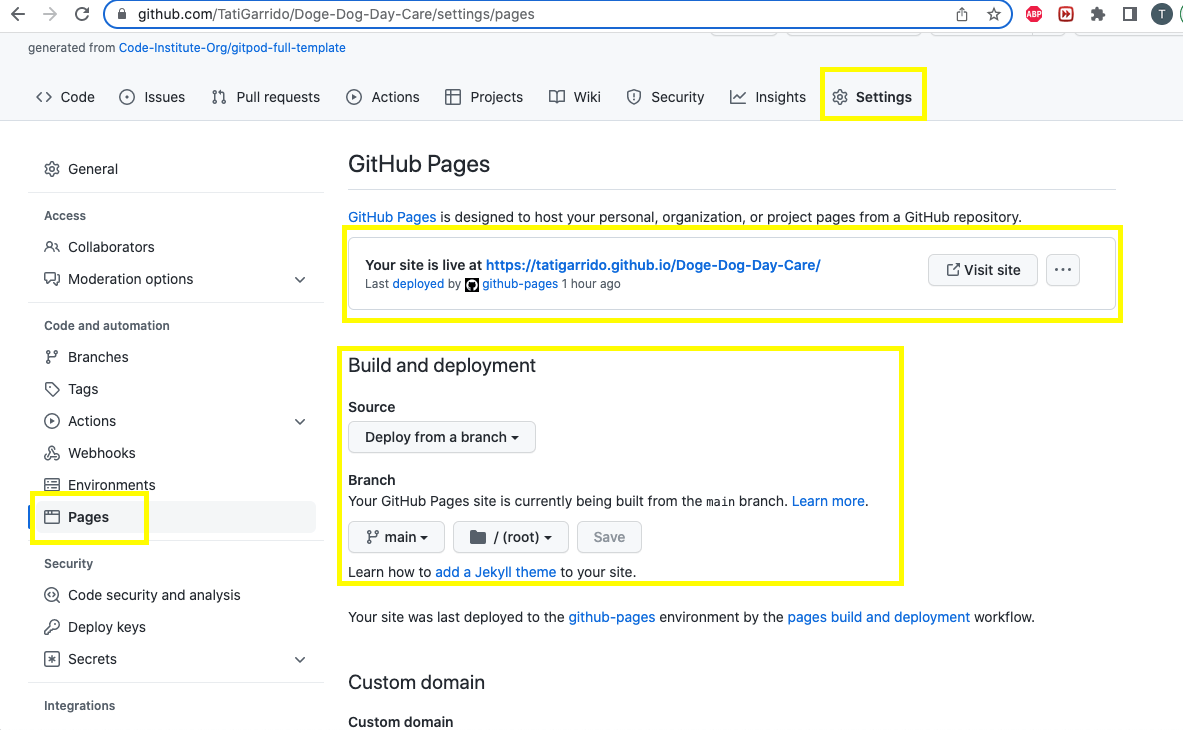 github.com/TatiGarrido/Doge-Dog-Day-Care/settings/pages
ABP
T
generated from Code-Institute-Org/gitpod-full-template
Code Issues Pull requests Actions Projects Wiki Security Insights Settings
General
Access
Collaborators
Moderation options
Code and automation
Branches
Tags
Actions
Webhooks
Environments
Pages
Security
Code security and analysis
Deploy keys
Secrets
Integrations
GitHub Pages
GitHub Pages is designed to host your personal, organization, or project pages from a GitHub repository.
Your site is live at https://tatigarrido.github.io/Doge-Dog-Day-Care/
Last deployed by github-pages 1 hour ago
Visit site
Build and deployment
Source
Deploy from a branch
Branch
Your GitHub Pages site is currently being built from the main branch. Learn more.
main / (root) Save
Learn how to add a Jekyll theme to your site.
Your site was last deployed to the github-pages environment by the pages build and deployment workflow.
Custom domain
Custom domain